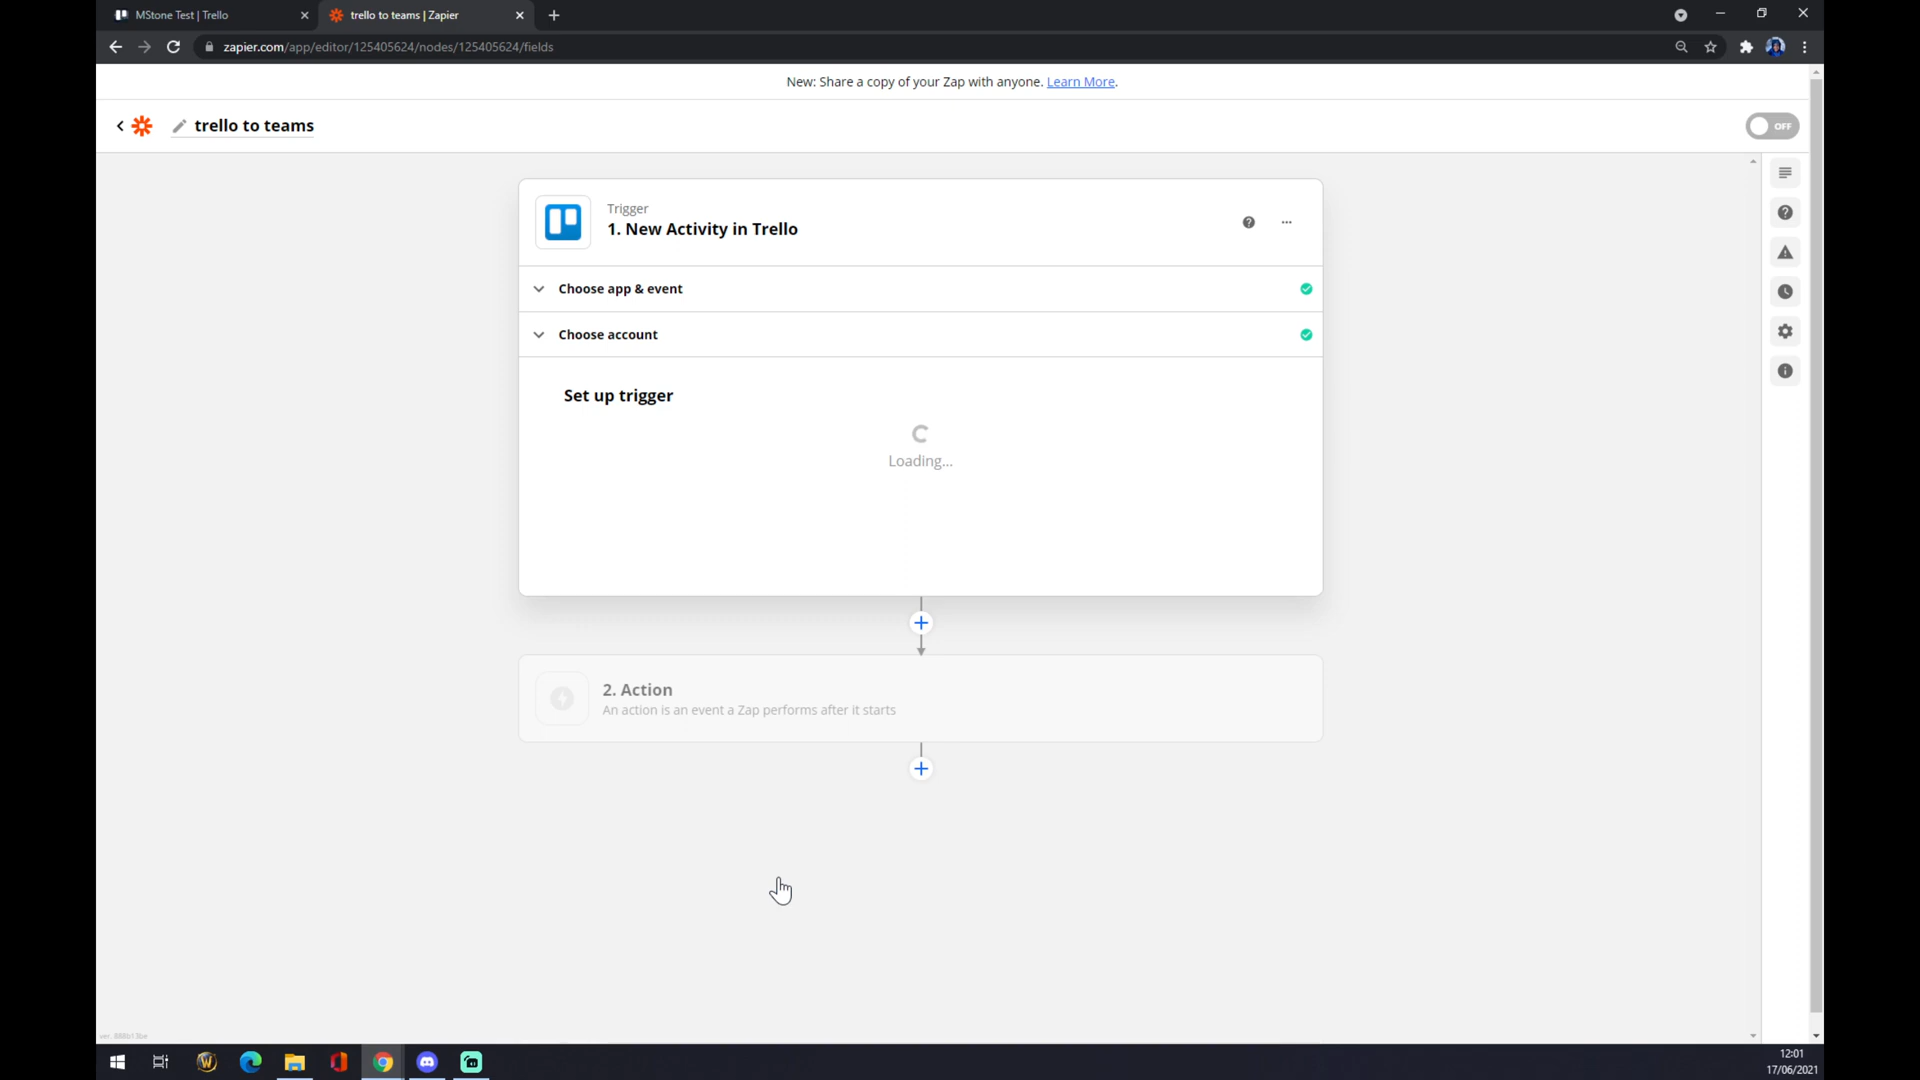 MStone Test | Trello
trello to teams | Zapier
zapier.com/app/editor/125405624/nodes/125405624/fields
New: Share a copy of your Zap with anyone. Learn More.
trello to teams
OFF
Trigger
1. New Activity in Trello
Choose app & event
Choose account
Set up trigger
Loading...
2. Action
An action is an event a Zap performs after it starts
12:01
17/06/2021